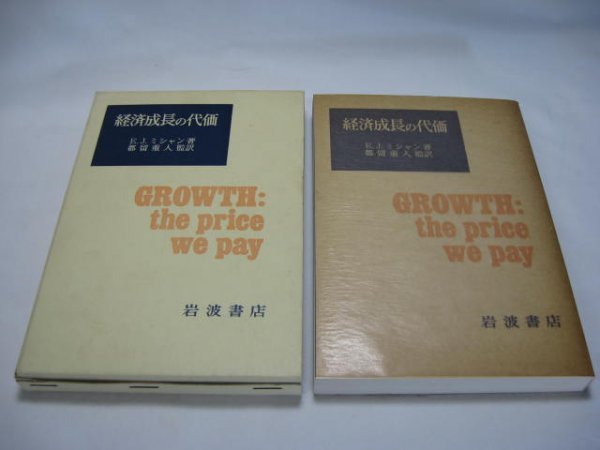 経済成長の代価
E.J.ミシャン著
都留重人監訳
GROWTH:
the price
we pay
岩波書店
経済成長の代価
E.J.ミシャン著
都留重人監訳
GROWTH:
the price
we pay
岩波書店